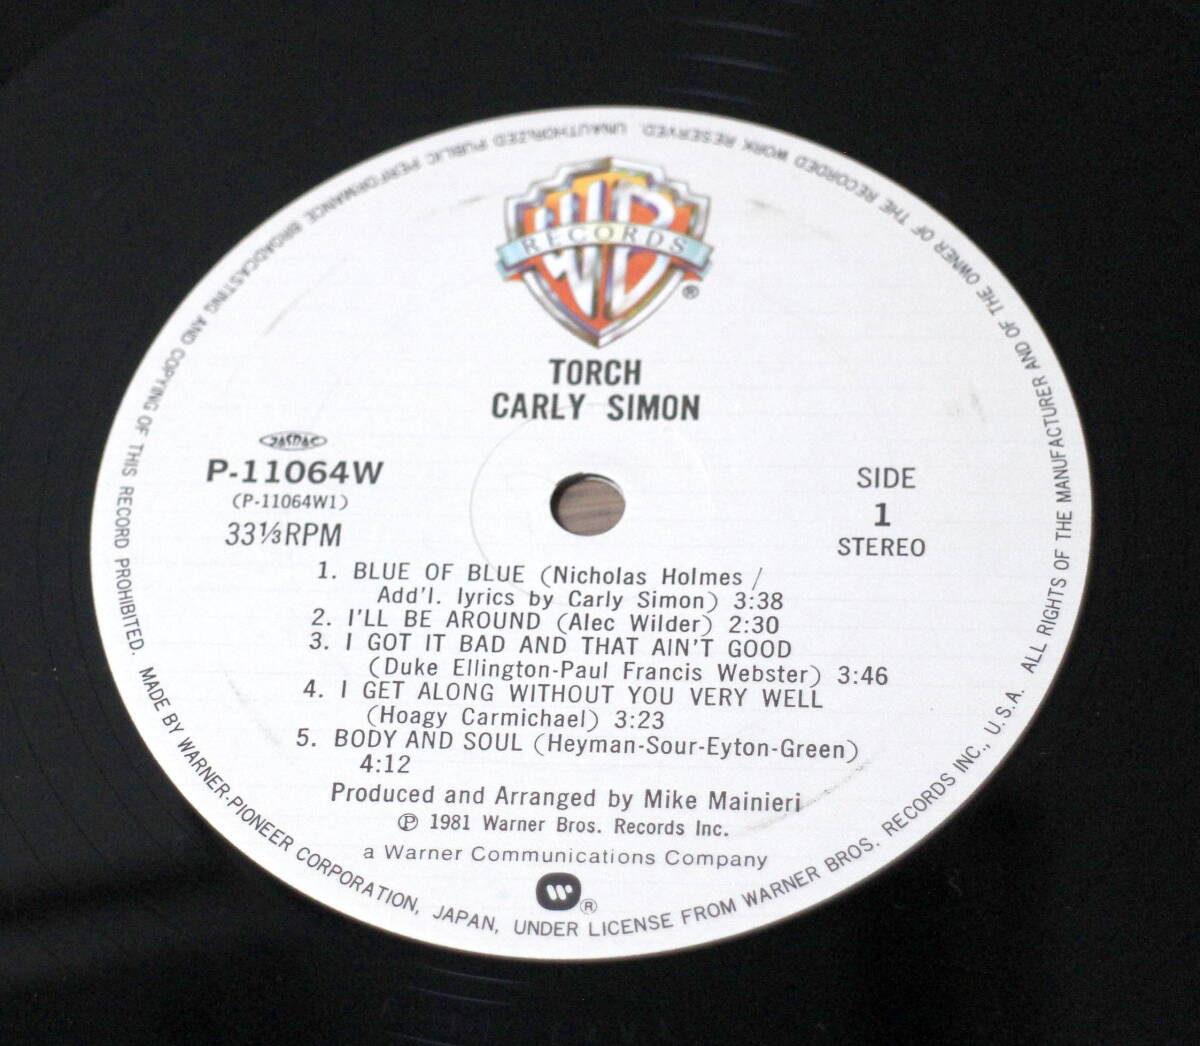 WB
RECORDS
®
TORCH
CARLY SIMON
JASRAC
P-11064W
(P-11064W1)
33⅓RPM
SIDE
1
STEREO
1. BLUE OF BLUE (Nicholas Holmes /
Add'l. lyrics by Carly Simon) 3:38
2. I'LL BE AROUND (Alec Wilder) 2:30
3. I GOT IT BAD AND THAT AIN'T GOOD
(Duke Ellington-Paul Francis Webster) 3:46
4. I GET ALONG WITHOUT YOU VERY WELL
(Hoagy Carmichael) 3:23
5. BODY AND SOUL (Heyman-Sour-Eyton-Green)
4:12
Produced and Arranged by Mike Mainieri
℗ 1981 Warner Bros. Records Inc.
a Warner Communications Company
®
MADE BY WARNER-PIONEER CORPORATION, JAPAN, UNDER LICENSE FROM WARNER BROS. RECORDS INC., U.S.A. ALL RIGHTS OF THE MANUFACTURER AND OF THE OWNER OF THE RECORDED WORK RESERVED. UNAUTHORIZED PUBLIC PERFORMANCE BROADCASTING AND COPYING OF THIS RECORD PROHIBITED.